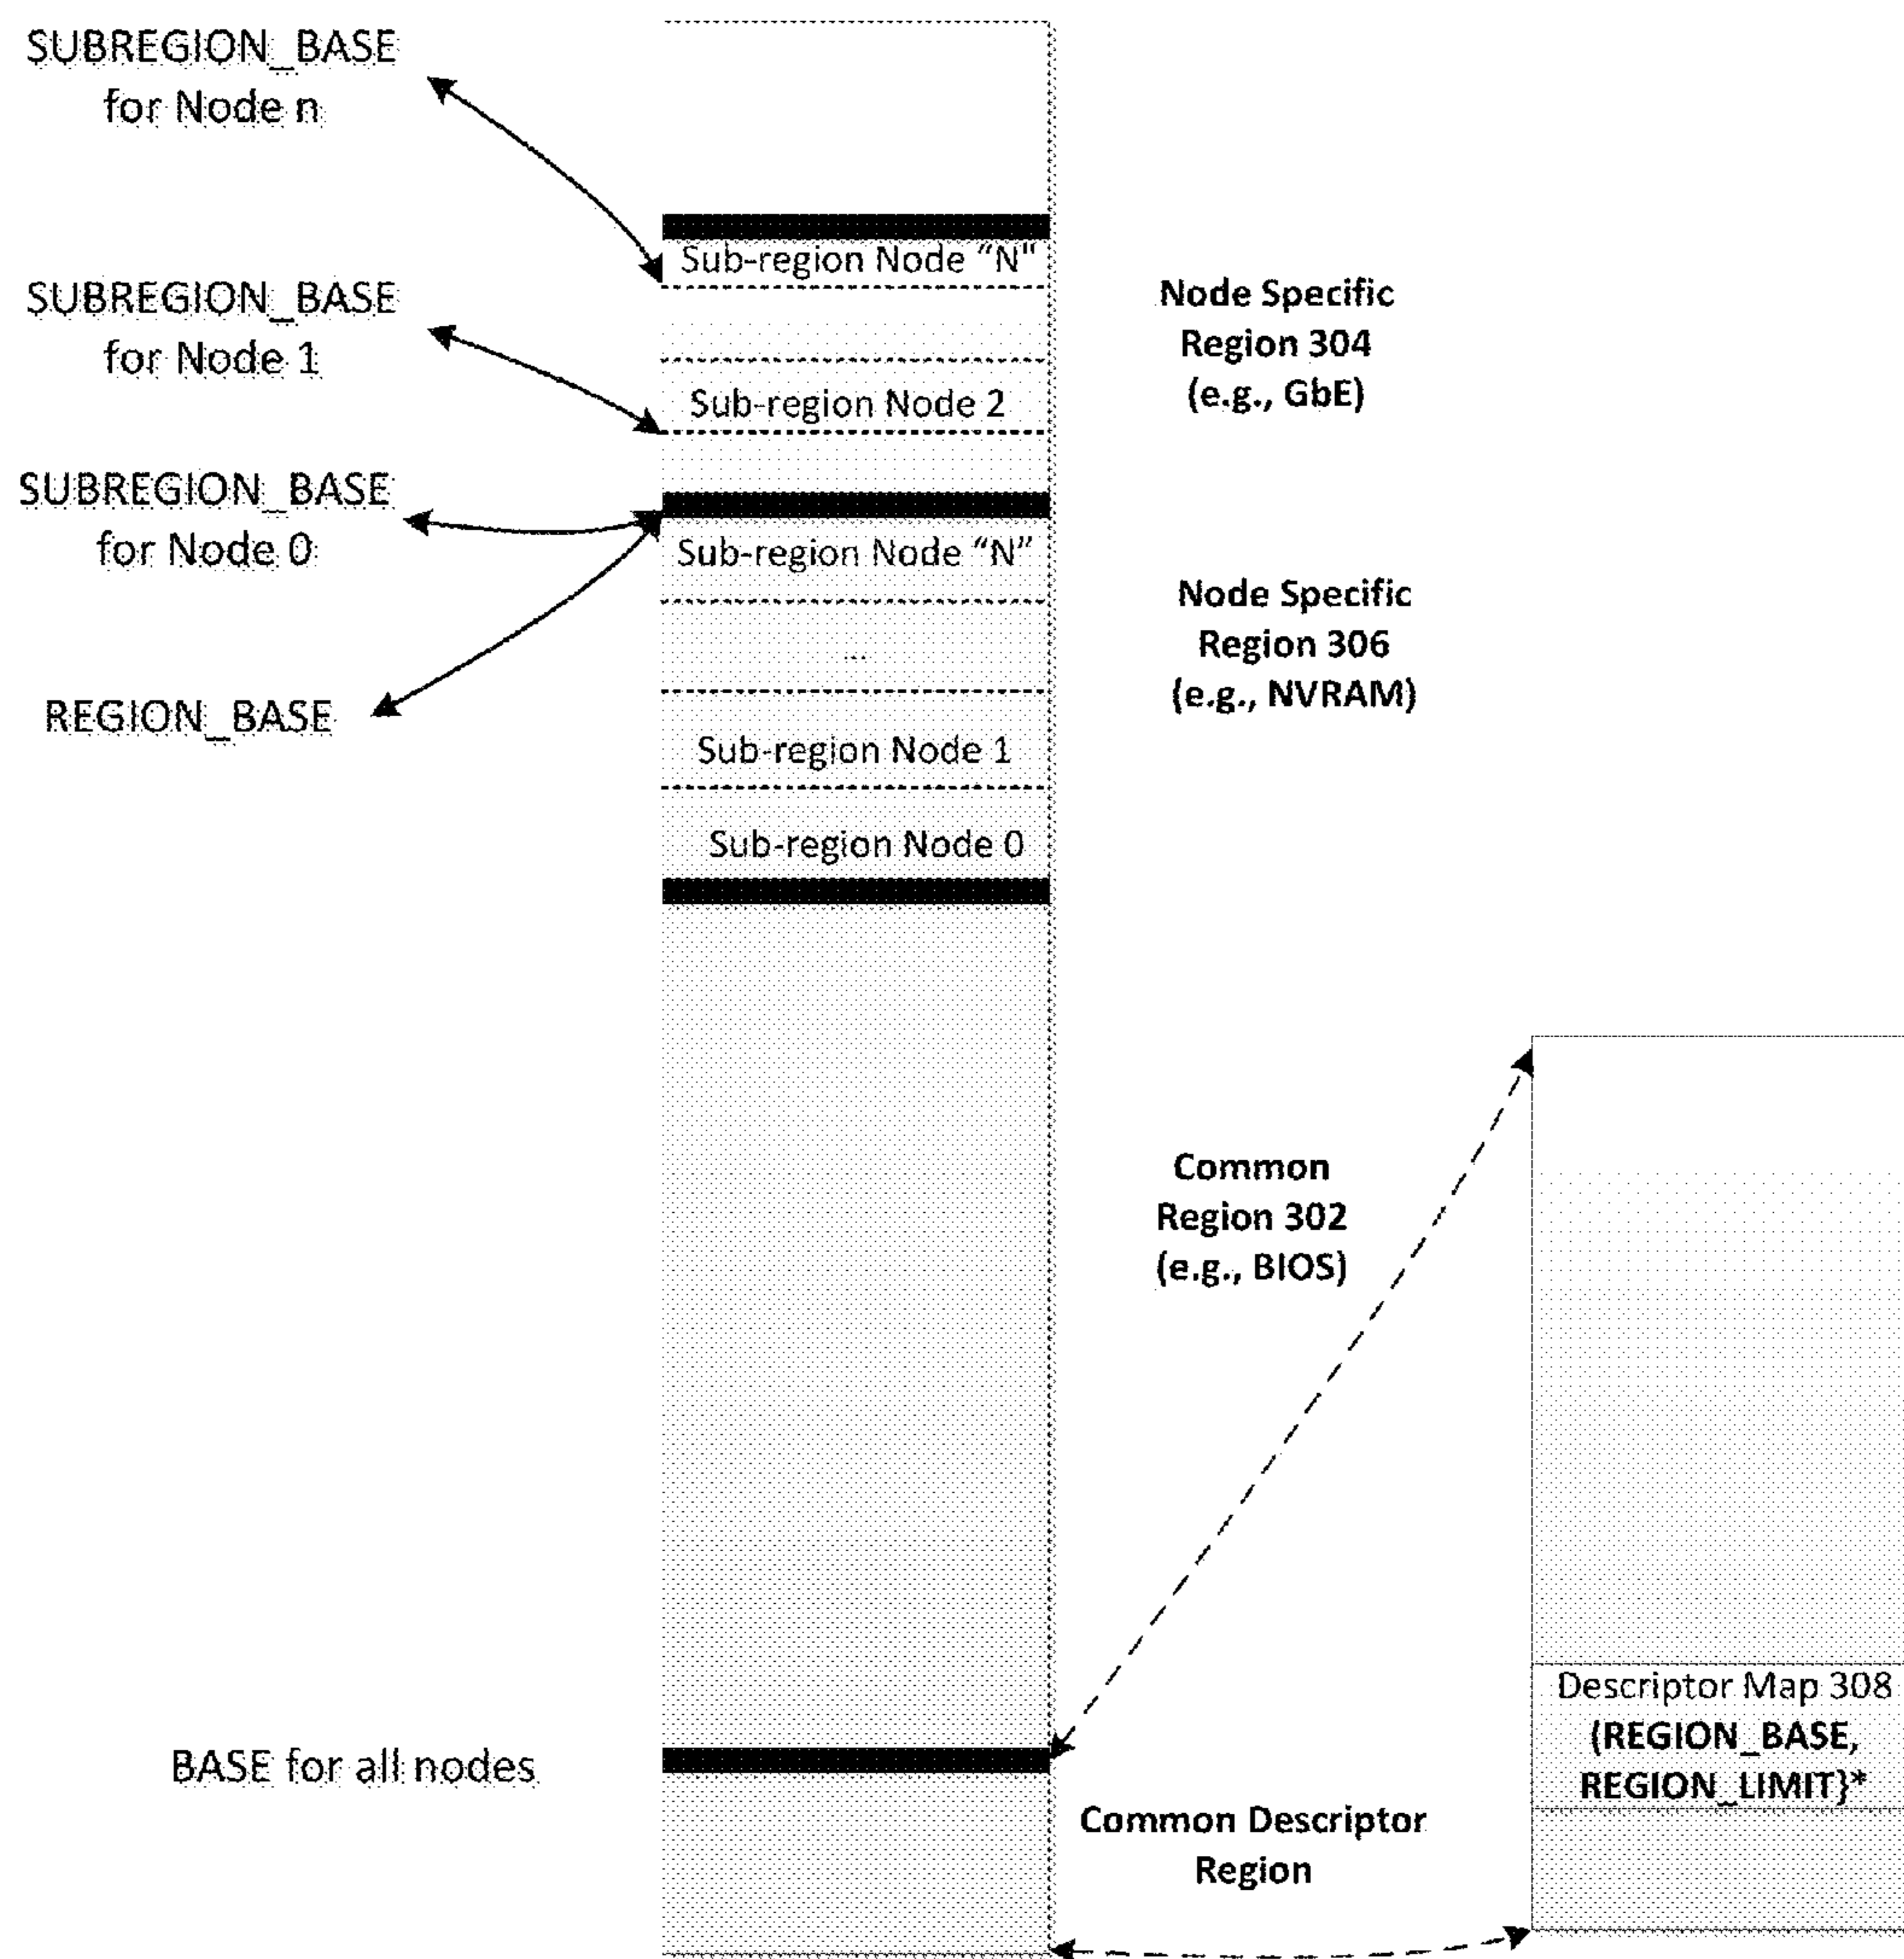 SUBREGION_BASE
for Node n
Sub-region Node “N"
SUBREGION_BASE
for Node 1
Node Specific
Region 304
(e.g., GbE)
Sub-region Node 2
SUBREGION_BASE
for Node 0
Sub-region Node “N”
Node Specific
Region 306
(e.g., NVRAM)
...
REGION_BASE
Sub-region Node 1
Sub-region Node 0
Common
Region 302
(e.g., BIOS)
Descriptor Map 308
(REGION_BASE,
REGION_LIMIT}*
BASE for all nodes
Common Descriptor
Region